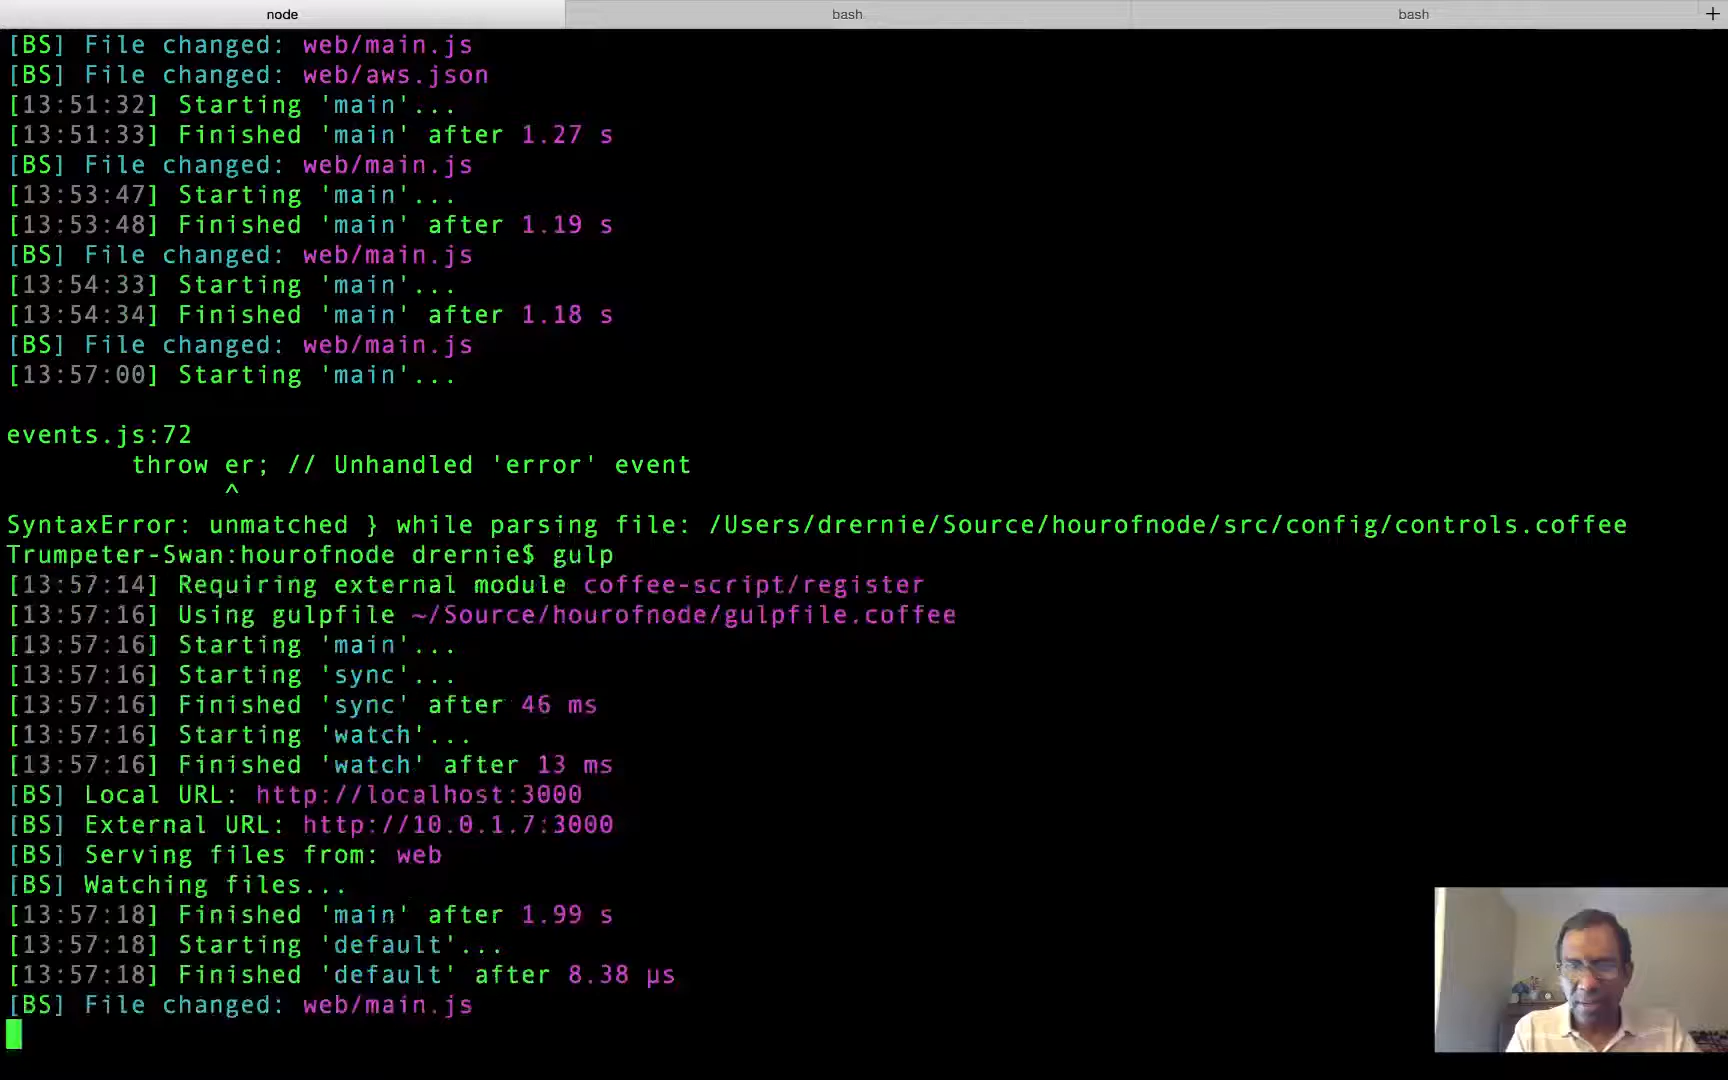 node bash bash +
[BS] File changed: web/main.js
[BS] File changed: web/aws.json
[13:51:32] Starting 'main'...
[13:51:33] Finished 'main' after 1.27 s
[BS] File changed: web/main.js
[13:53:47] Starting 'main'...
[13:53:48] Finished 'main' after 1.19 s
[BS] File changed: web/main.js
[13:54:33] Starting 'main'...
[13:54:34] Finished 'main' after 1.18 s
[BS] File changed: web/main.js
[13:57:00] Starting 'main'...
events.js:72
        throw er; // Unhandled 'error' event
              ^
SyntaxError: unmatched } while parsing file: /Users/drernie/Source/hourofnode/src/config/controls.coffee
Trumpeter-Swan:hourofnode drernie$ gulp
[13:57:14] Requiring external module coffee-script/register
[13:57:16] Using gulpfile ~/Source/hourofnode/gulpfile.coffee
[13:57:16] Starting 'main'...
[13:57:16] Starting 'sync'...
[13:57:16] Finished 'sync' after 46 ms
[13:57:16] Starting 'watch'...
[13:57:16] Finished 'watch' after 13 ms
[BS] Local URL: http://localhost:3000
[BS] External URL: http://10.0.1.7:3000
[BS] Serving files from: web
[BS] Watching files...
[13:57:18] Finished 'main' after 1.99 s
[13:57:18] Starting 'default'...
[13:57:18] Finished 'default' after 8.38 μs
[BS] File changed: web/main.js